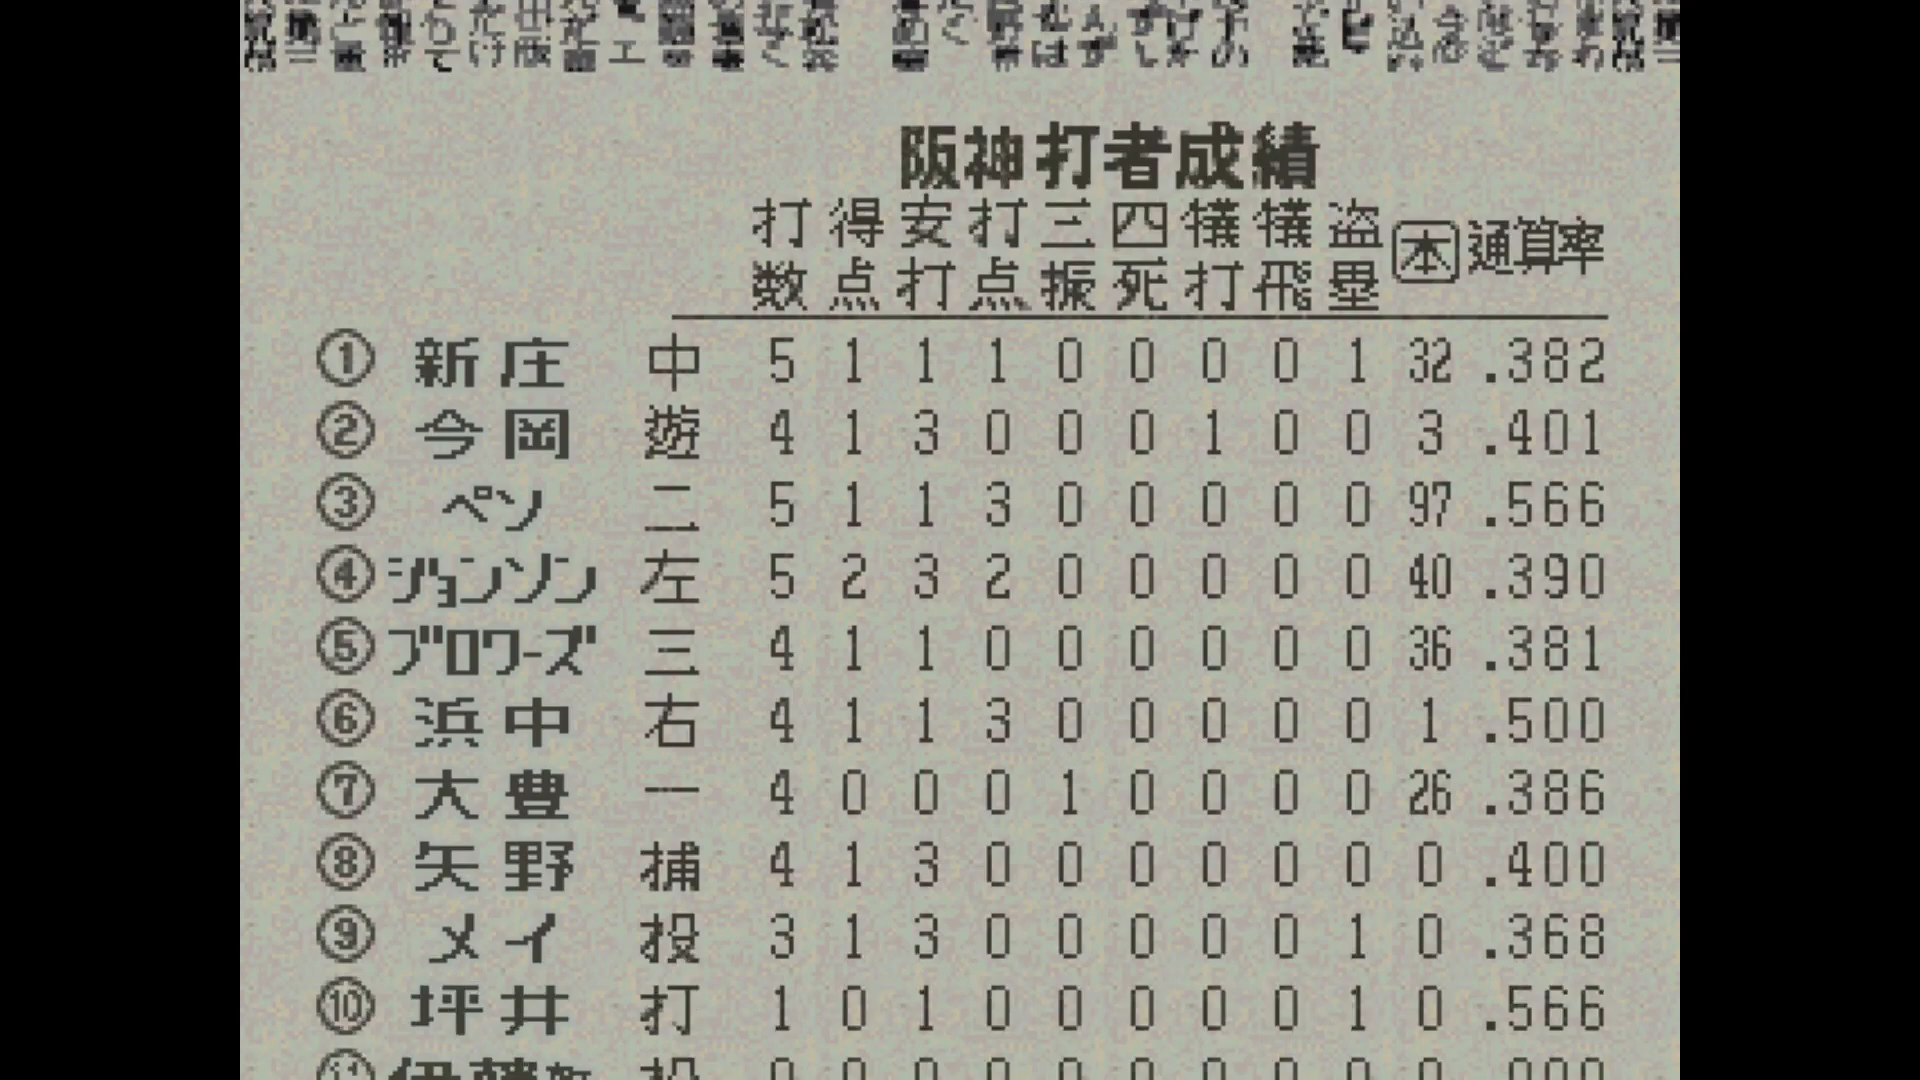 阪神打者成績
打数 得点 安打 打点 三振 四死 犠打 犠飛 盗塁 本 通算率
① 新庄 中 5 1 1 1 0 0 0 0 1 32 .382
② 今岡 遊 4 1 3 0 0 0 1 0 0 3 .401
③ ペソ 二 5 1 1 3 0 0 0 0 0 97 .566
④ ジョンソン 左 5 2 3 2 0 0 0 0 0 40 .390
⑤ ブロワーズ 三 4 1 1 0 0 0 0 0 0 36 .381
⑥ 浜中 右 4 1 1 3 0 0 0 0 0 1 .500
⑦ 大豊 一 4 0 0 0 1 0 0 0 0 26 .386
⑧ 矢野 捕 4 1 3 0 0 0 0 0 0 0 .400
⑨ メイ 投 3 1 3 0 0 0 0 0 1 0 .368
⑩ 坪井 打 1 0 1 0 0 0 0 0 1 0 .566